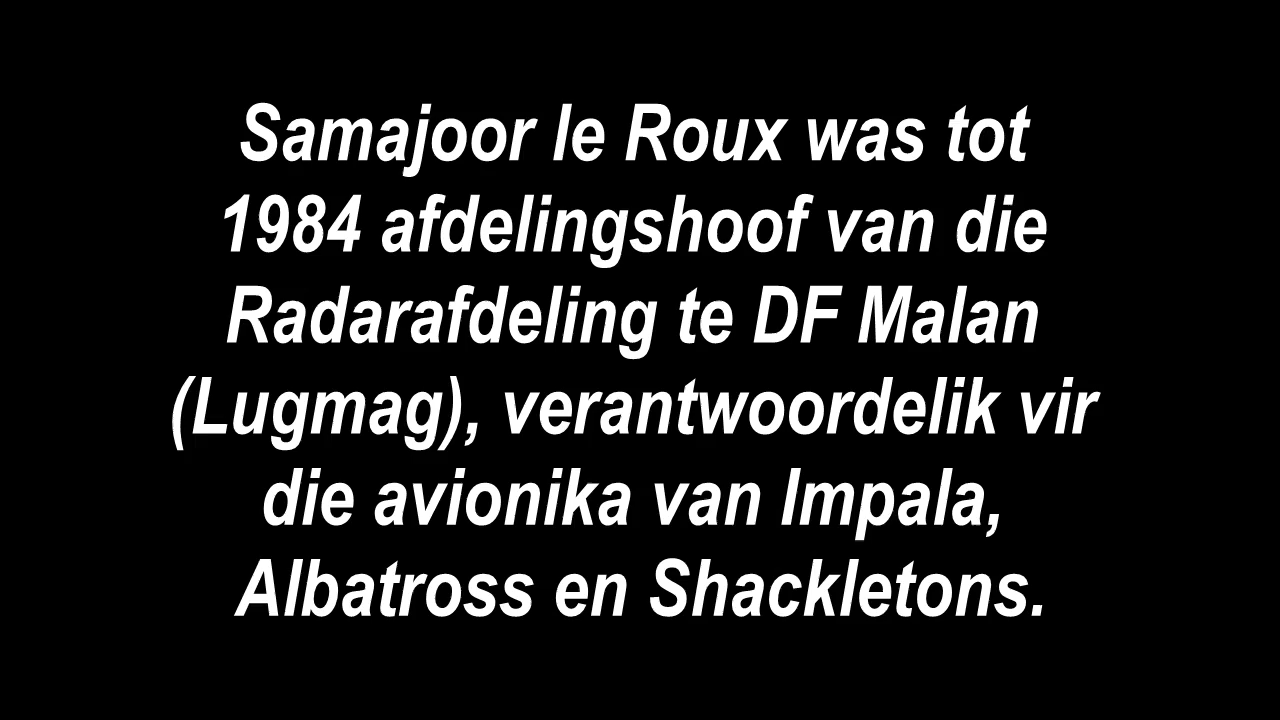 Samajoor le Roux was tot
1984 afdelingshoof van die
Radarafdeling te DF Malan
(Lugmag), verantwoordelik vir
die avionika van Impala,
Albatross en Shackletons.